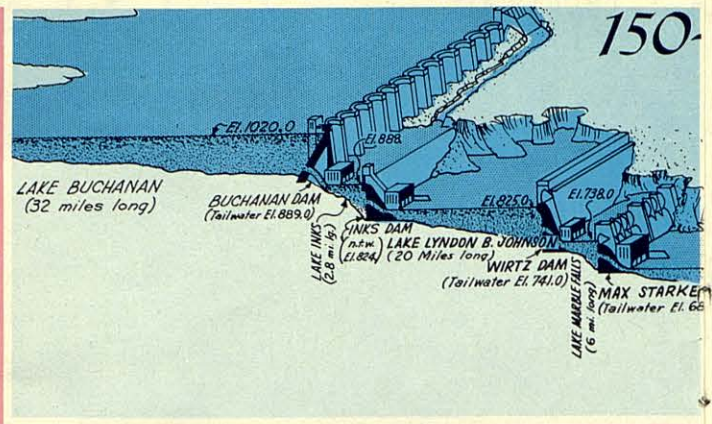 150-
El. 1020.0
El. 888.
LAKE BUCHANAN
(32 miles long)
BUCHANAN DAM
(Tailwater El. 889.0)
LAKE INKS
(2.8 mi. lg.)
INKS DAM
(n.t.w.
El. 824)
El. 825.0
LAKE LYNDON B. JOHNSON
(20 Miles long)
El. 738.0
WIRTZ DAM
(Tailwater El. 741.0)
LAKE MARBLE FALLS
(6 mi. long)
MAX STARKE
(Tailwater El. 68